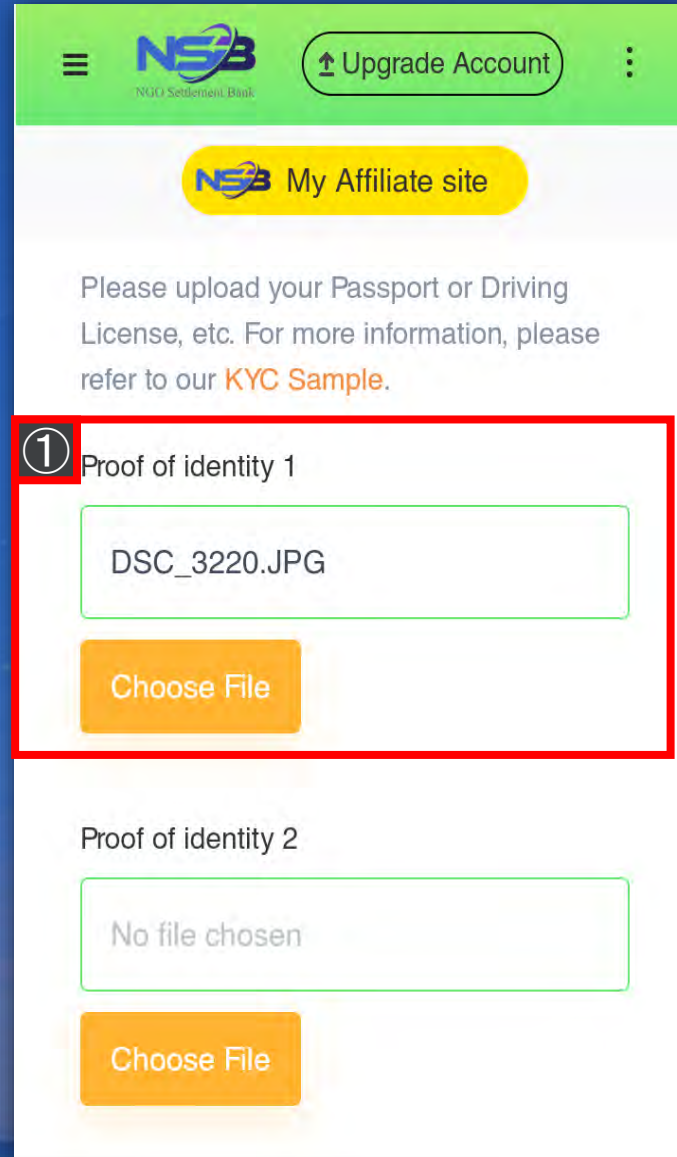 NSB
NGO Settlement Bank
Upgrade Account
NSB My Affiliate site
Please upload your Passport or Driving
License, etc. For more information, please
refer to our KYC Sample.
①
Proof of identity 1
DSC_3220.JPG
Choose File
Proof of identity 2
No file chosen
Choose File